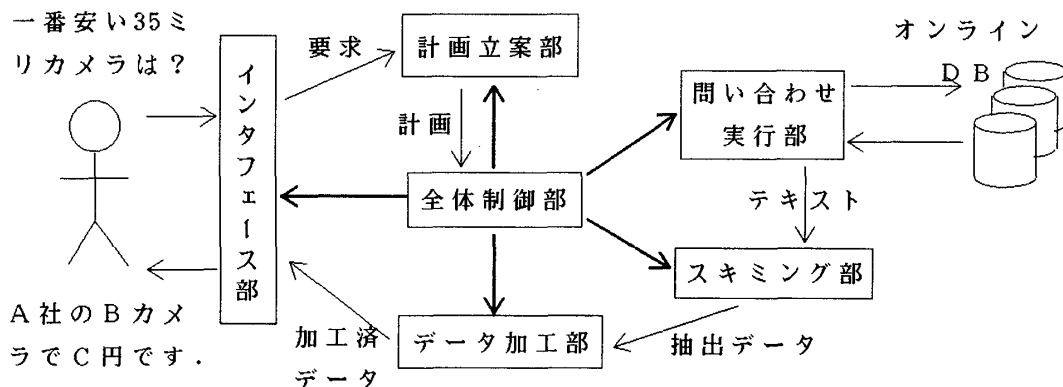 一番安い35ミ
リカメラは？
インタフェース部
要求
計画立案部
計画
全体制御部
問い合わせ
実行部
オンライン
DB
テキスト
スキミング部
抽出データ
データ加工部
加工済
データ
A社のBカメ
ラでC円です．